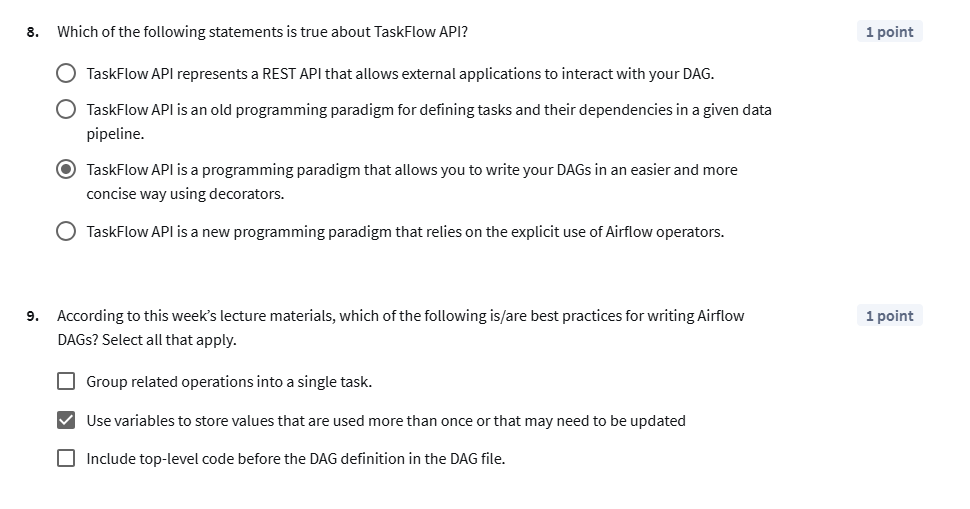 8. Which of the following statements is true about TaskFlow API? 1 point
TaskFlow API represents a REST API that allows external applications to interact with your DAG.
TaskFlow API is an old programming paradigm for defining tasks and their dependencies in a given data
pipeline.
TaskFlow API is a programming paradigm that allows you to write your DAGs in an easier and more
concise way using decorators.
TaskFlow API is a new programming paradigm that relies on the explicit use of Airflow operators.
9. According to this week’s lecture materials, which of the following is/are best practices for writing Airflow 1 point
DAGs? Select all that apply.
Group related operations into a single task.
Use variables to store values that are used more than once or that may need to be updated
Include top-level code before the DAG definition in the DAG file.